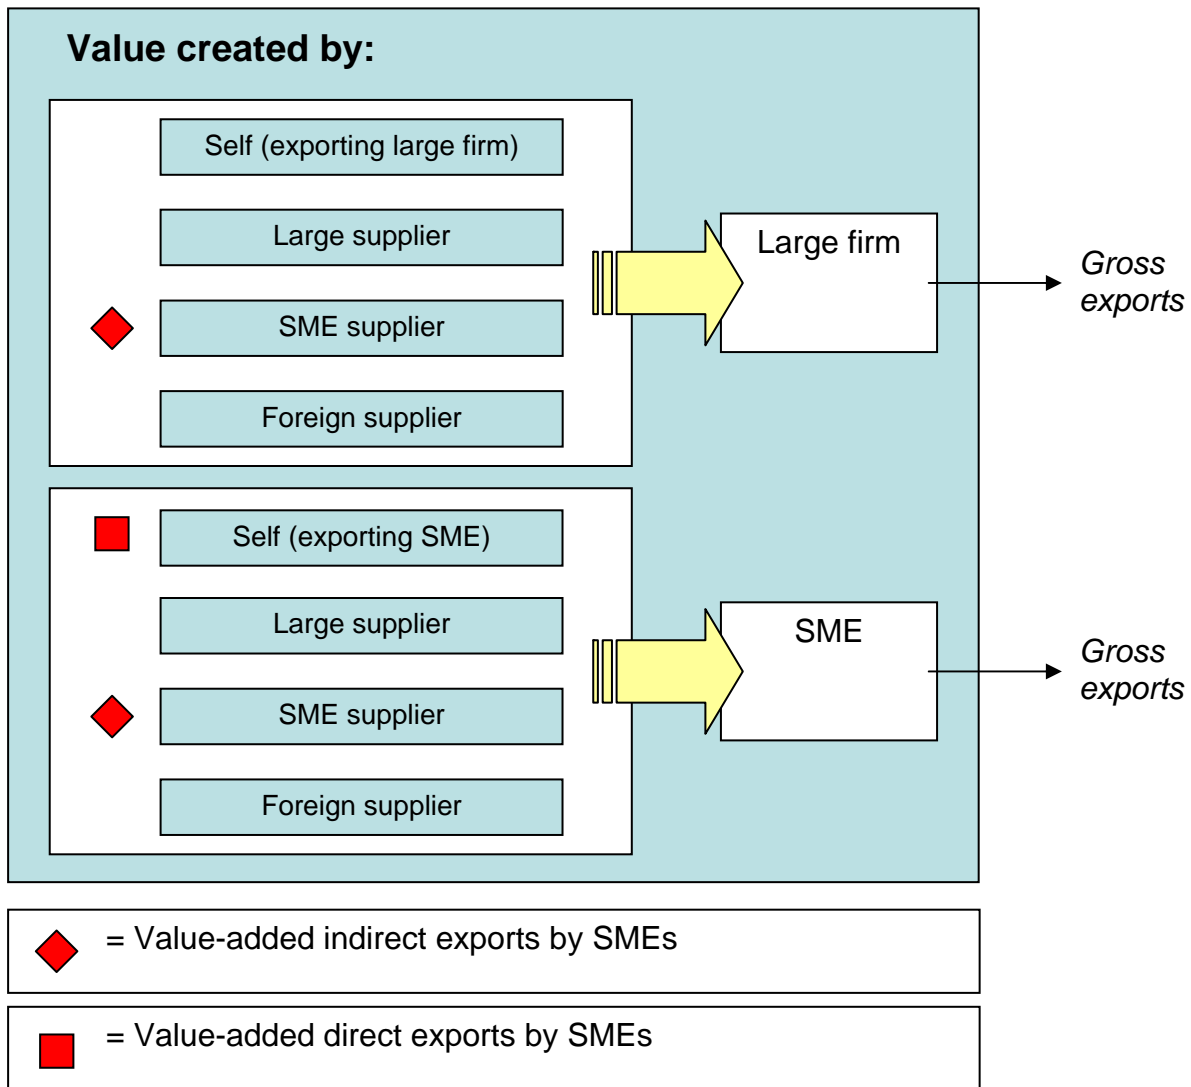 Value created by:
Self (exporting large firm)
Large supplier
SME supplier
Foreign supplier
Large firm
Gross
exports
Self (exporting SME)
Large supplier
SME supplier
Foreign supplier
SME
Gross
exports
= Value-added indirect exports by SMEs
= Value-added direct exports by SMEs